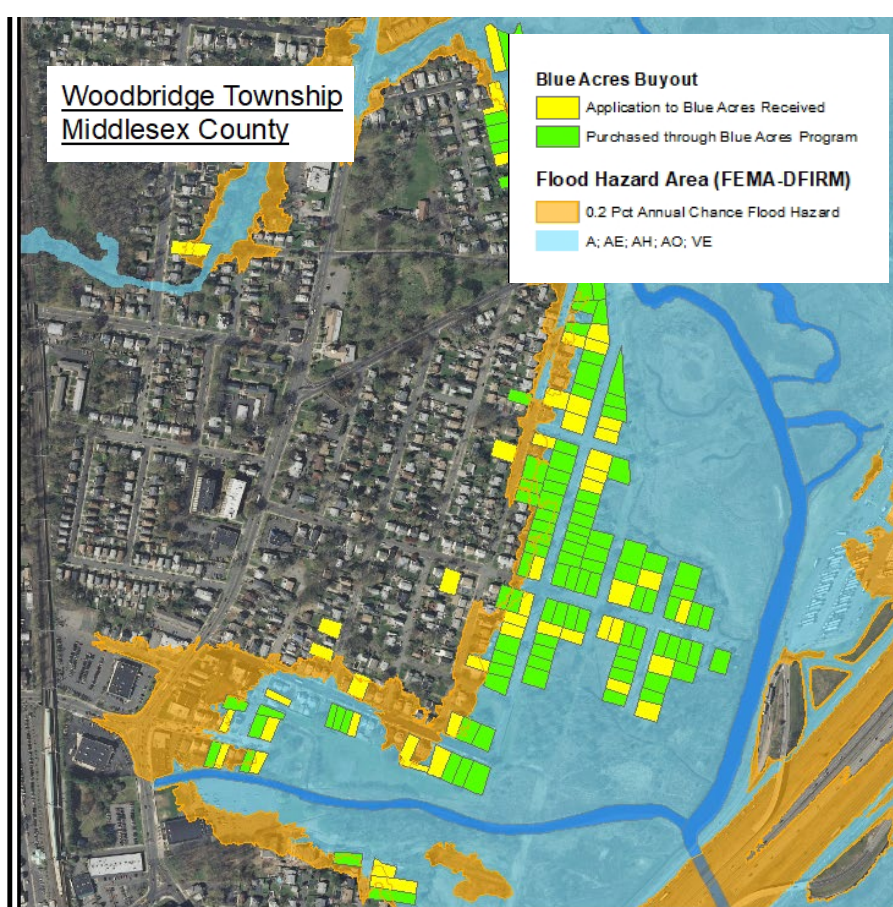 Woodbridge Township
Middlesex County
Blue Acres Buyout
Application to Blue Acres Received
Purchased through Blue Acres Program
Flood Hazard Area (FEMA-DFIRM)
0.2 Pct Annual Chance Flood Hazard
A; AE; AH; AO; VE